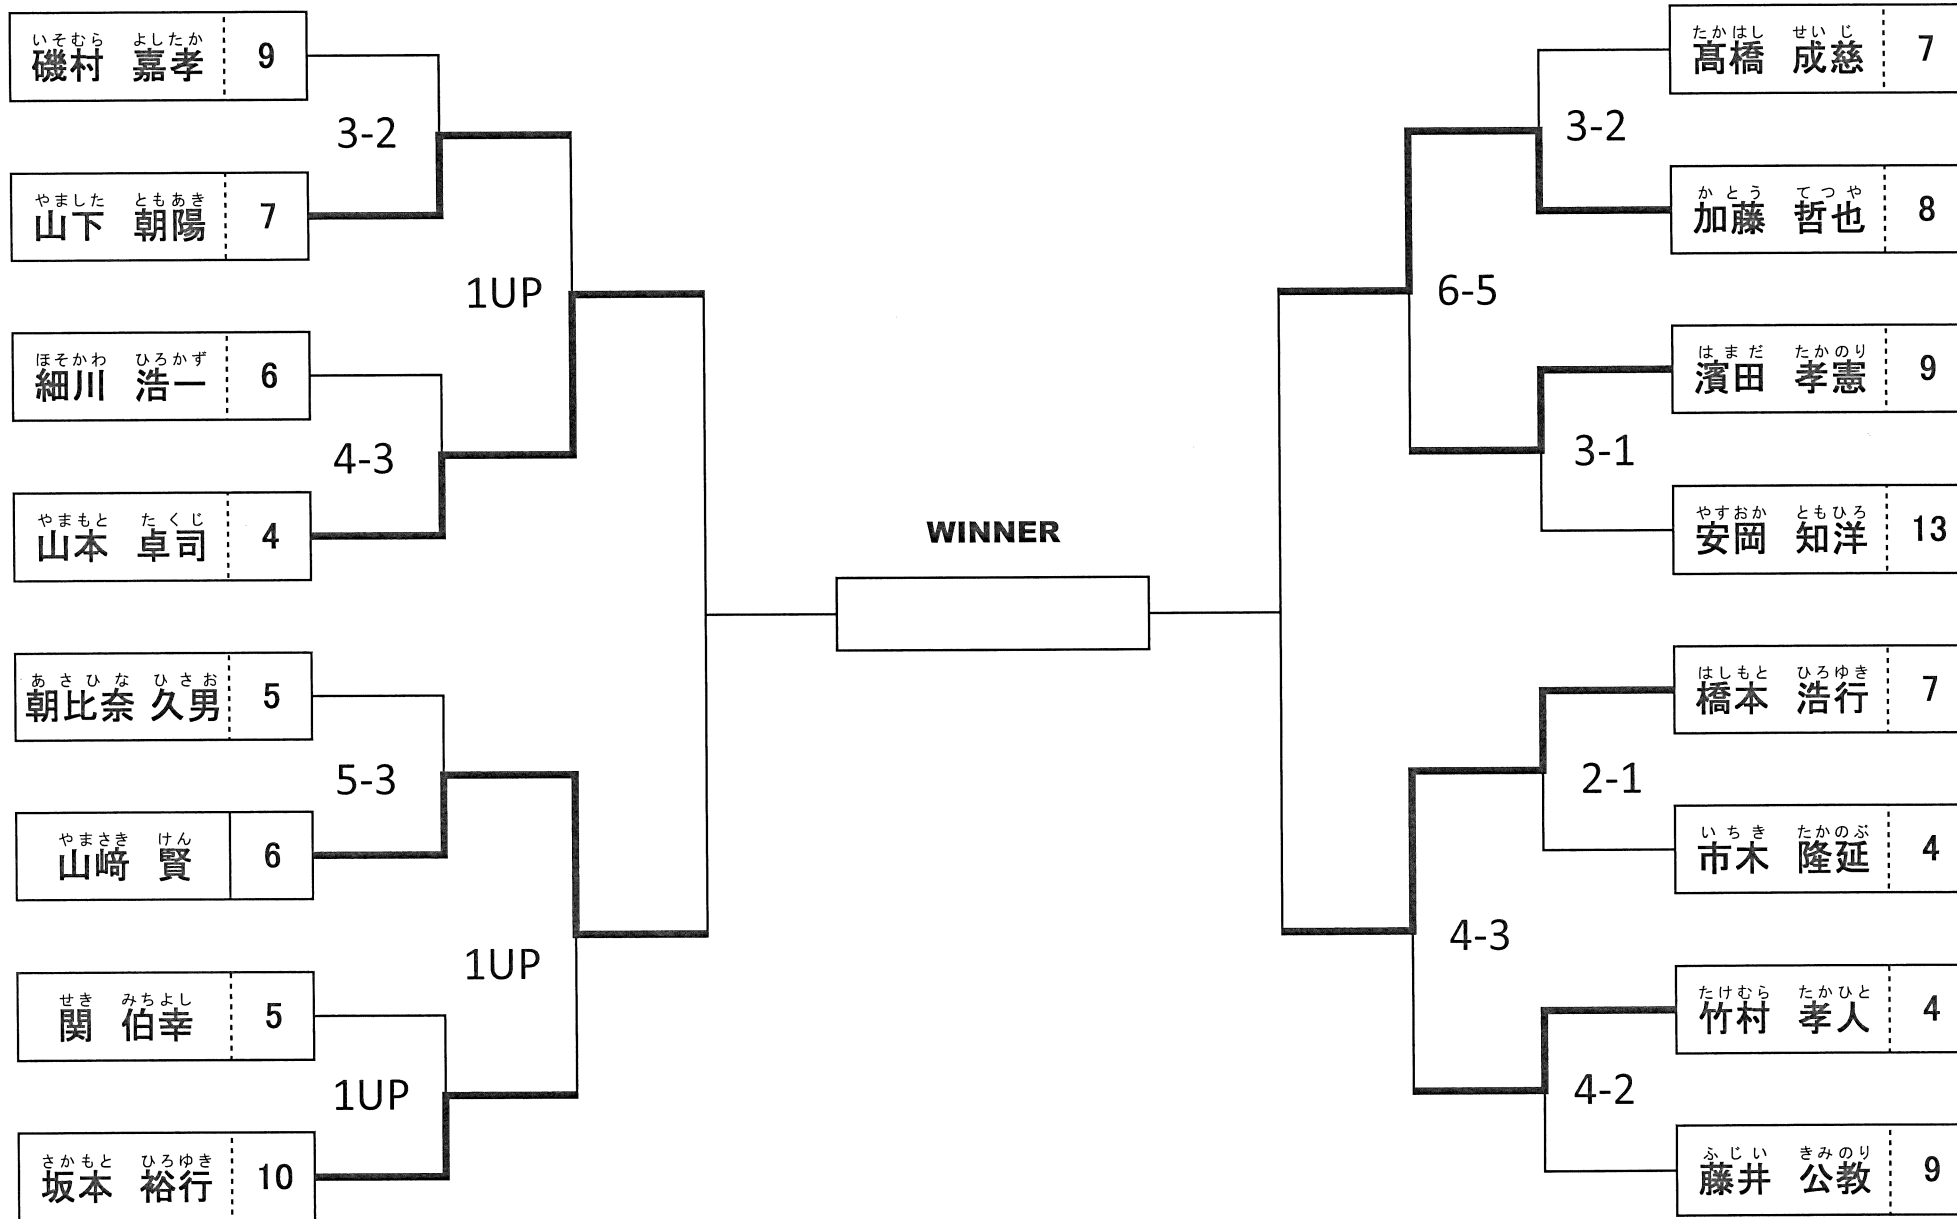 いそむら よしたか
磯村 嘉孝 9
3-2
やました ともあき
山下 朝陽 7
1UP
ほそかわ ひろかず
細川 浩一 6
4-3
やまもと たくじ
山本 卓司 4
あさひな ひさお
朝比奈 久男 5
5-3
やまさき けん
山﨑 賢 6
1UP
せき みちよし
関 伯幸 5
1UP
さかもと ひろゆき
坂本 裕行 10
WINNER
たかはし せいじ
髙橋 成慈 7
3-2
かとう てつや
加藤 哲也 8
6-5
はまだ たかのり
濱田 孝憲 9
3-1
やすおか ともひろ
安岡 知洋 13
はしもと ひろゆき
橋本 浩行 7
2-1
いちき たかのぶ
市木 隆延 4
4-3
たけむら たかひと
竹村 孝人 4
4-2
ふじい きみのり
藤井 公教 9